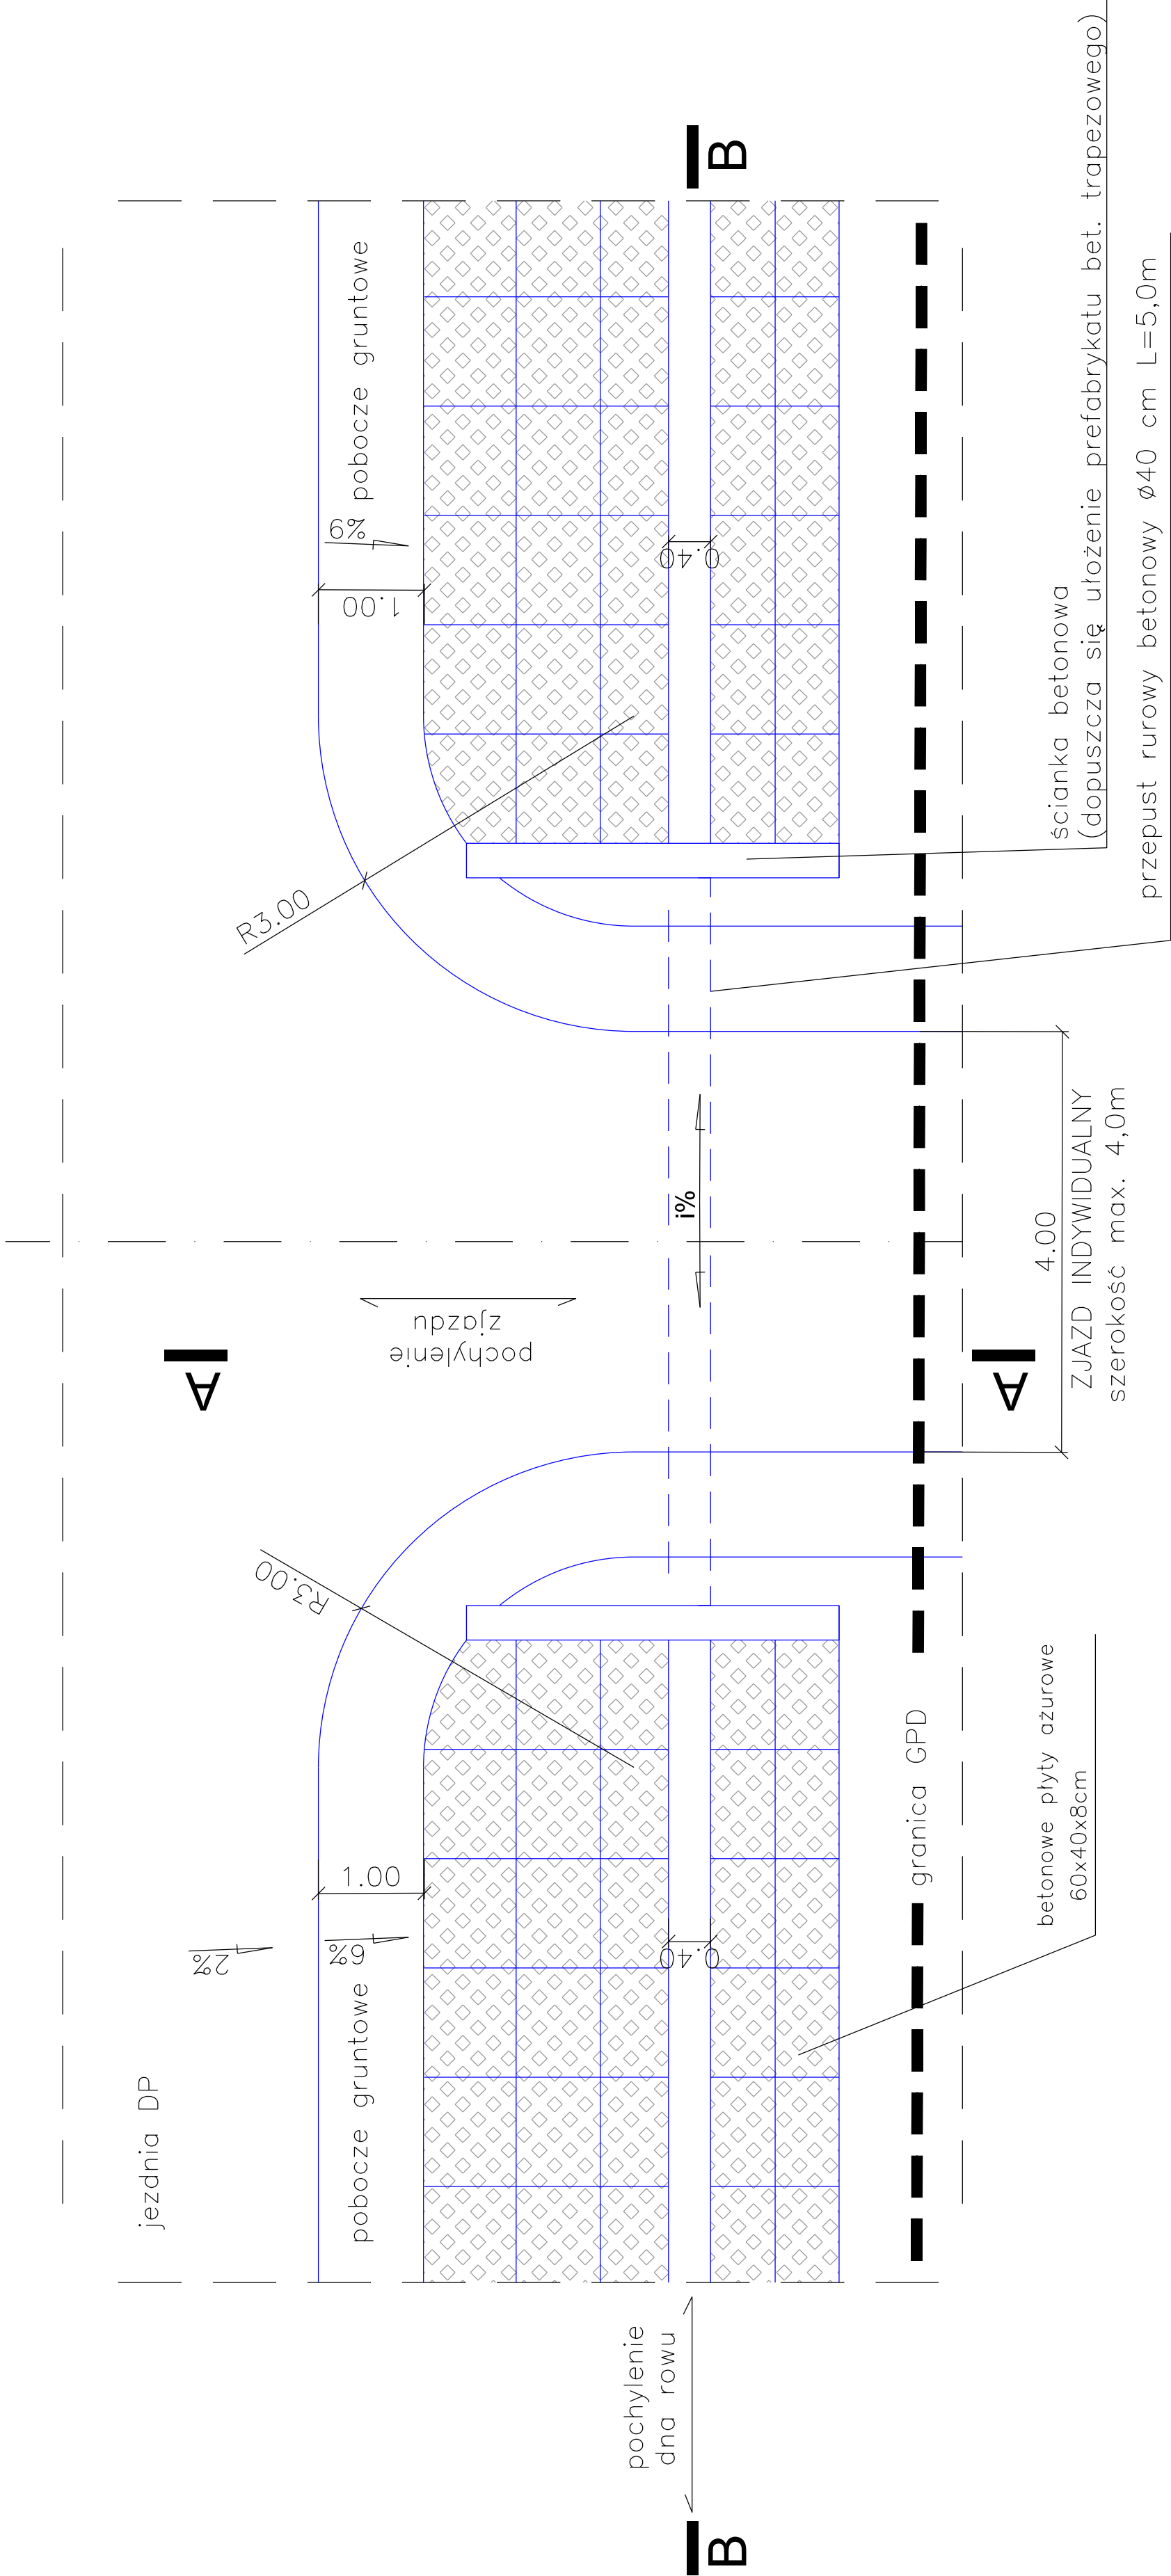 jezdnia DP
2%
6%
6%
pobocze gruntowe
pobocze gruntowe
1.00
1.00
R3.00
R3.00
A
pochylenie
zjazdu
i%
0.40
0.40
B
B
pochylenie
dna rowu
granica GPD
A
betonowe płyty ażurowe
60x40x8cm
4.00
ZJAZD INDYWIDUALNY
szerokość max. 4,0m
ścianka betonowa
(dopuszcza się ułożenie prefabrykatu bet. trapezowego)
przepust rurowy betonowy ø40 cm L=5,0m